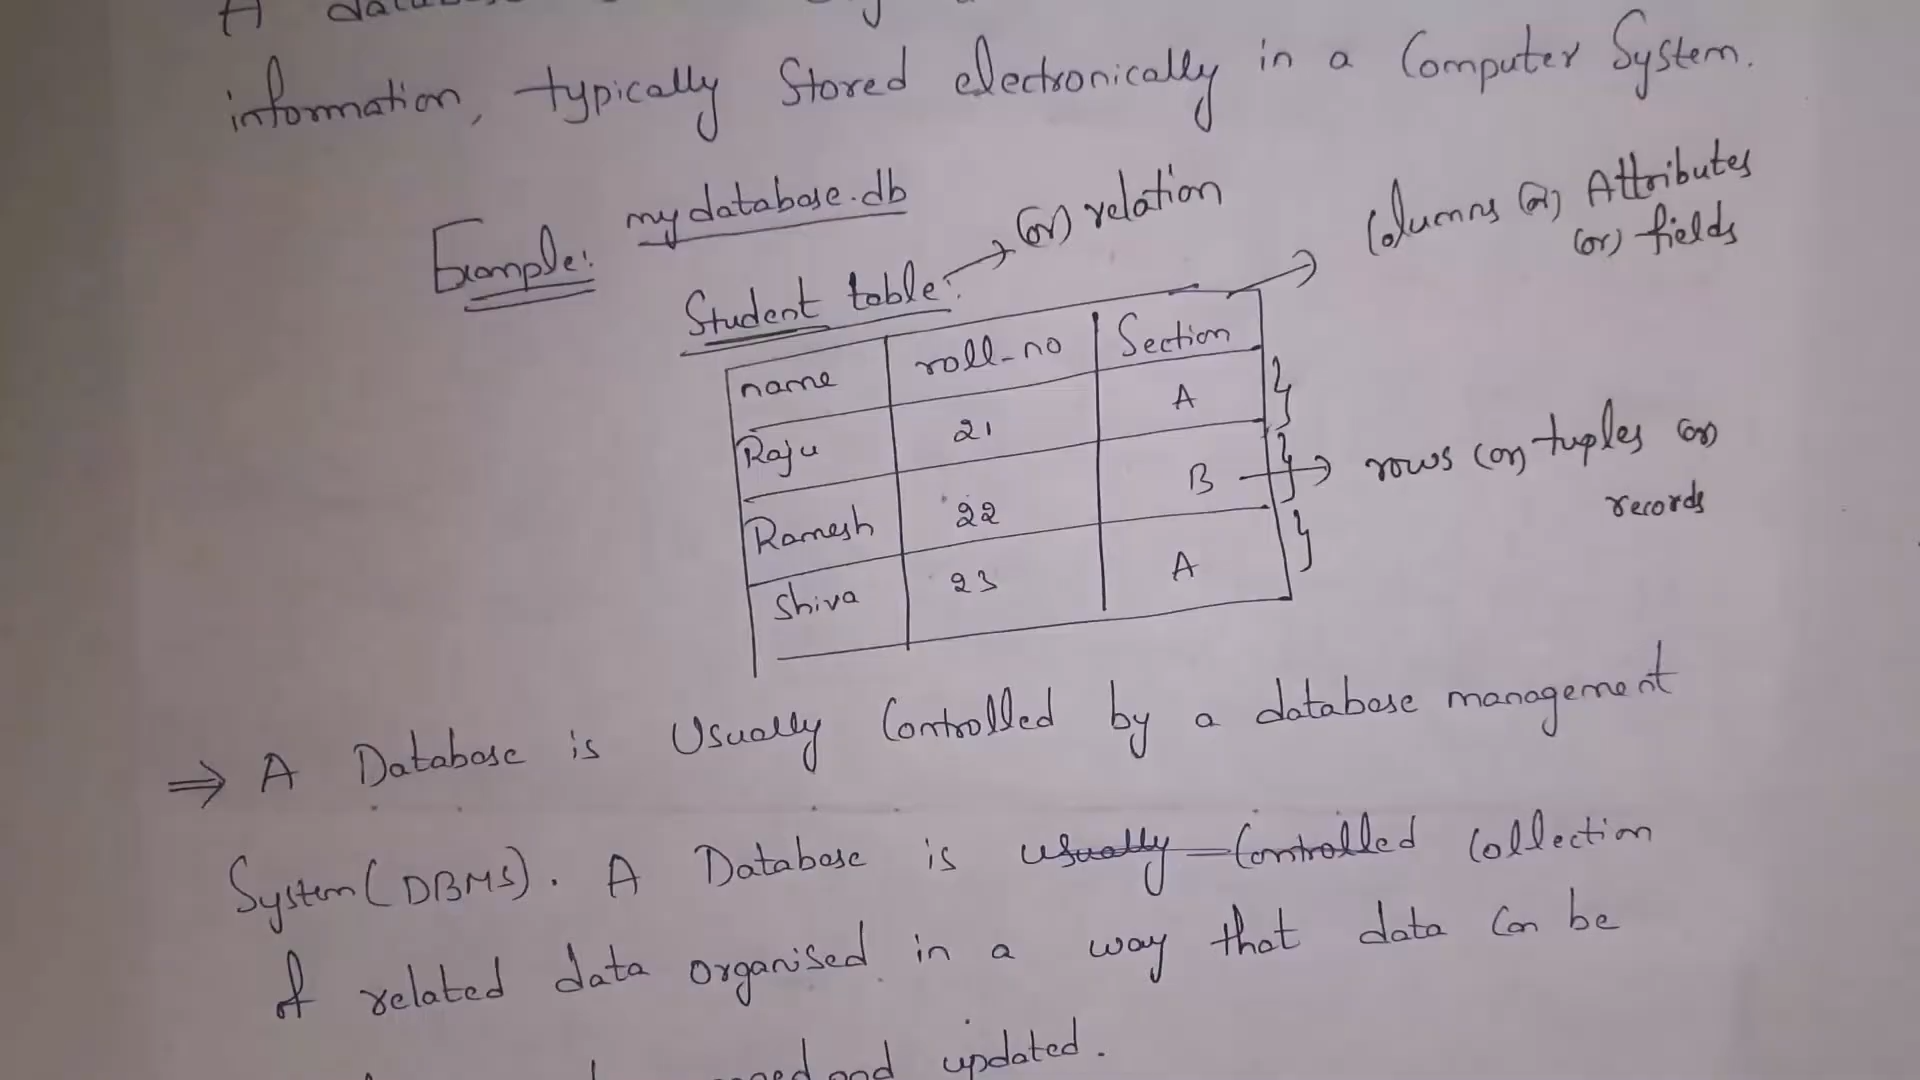 information, typically Stored electronically in a Computer System.
Example: mydatabase.db
Student table: → (or) relation
Columns (or) Attributes
(or) fields
name roll-no Section
Raju 21 A
Ramesh 22 B
Shiva 23 A
rows (or) tuples (or)
records
⇒ A Database is Usually Controlled by a database management
System (DBMS). A Database is usually Controlled Collection
of related data organised in a way that data Can be
and updated.